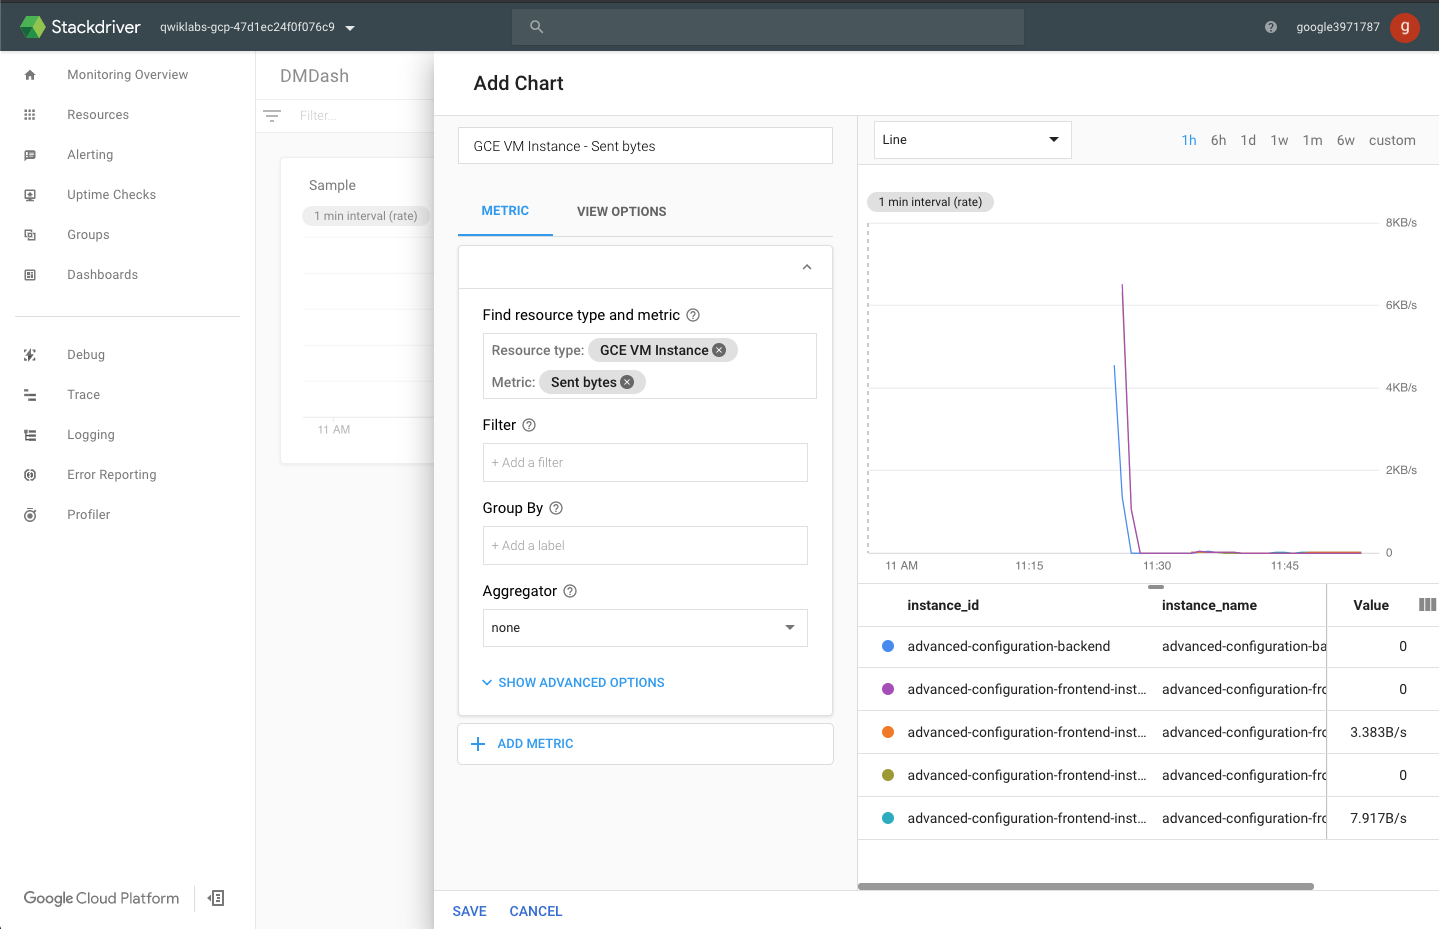 Stackdriver
qwiklabs-gcp-47d1ec24f0f076c9
google3971787
g
Monitoring Overview
Resources
Alerting
Uptime Checks
Groups
Dashboards
Debug
Trace
Logging
Error Reporting
Profiler
Google Cloud Platform
DMDash
Filter...
Sample
1 min interval (rate)
11 AM
Add Chart
GCE VM Instance - Sent bytes
METRIC
VIEW OPTIONS
Find resource type and metric
Resource type: GCE VM Instance
Metric: Sent bytes
Filter
+ Add a filter
Group By
+ Add a label
Aggregator
none
SHOW ADVANCED OPTIONS
ADD METRIC
SAVE CANCEL
Line
1h 6h 1d 1w 1m 6w custom
1 min interval (rate)
8KB/s
6KB/s
4KB/s
2KB/s
0
11 AM 11:15 11:30 11:45
instance_id instance_name Value
advanced-configuration-backend advanced-configuration-ba 0
advanced-configuration-frontend-inst... advanced-configuration-fro 0
advanced-configuration-frontend-inst... advanced-configuration-fro 3.383B/s
advanced-configuration-frontend-inst... advanced-configuration-fro 0
advanced-configuration-frontend-inst... advanced-configuration-fro 7.917B/s